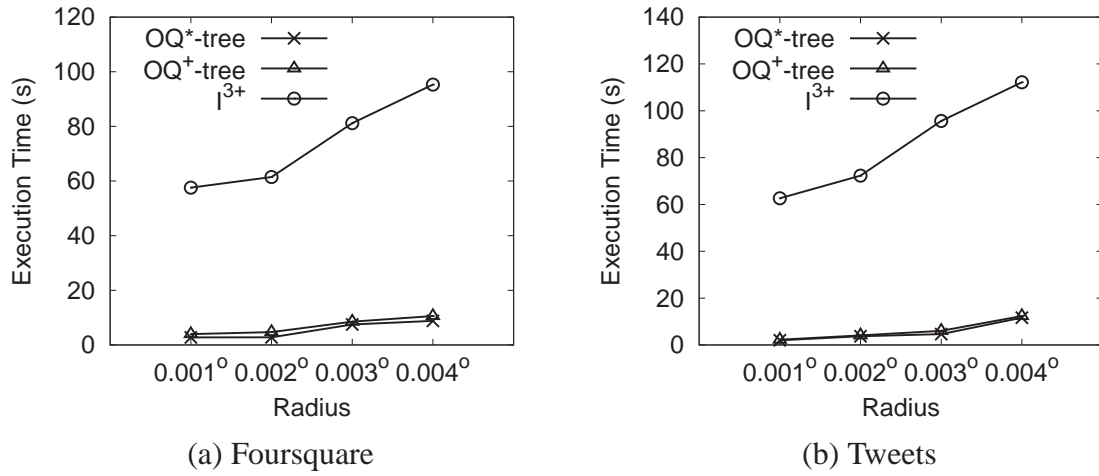 120
100
80
60
40
20
0
Execution Time (s)
OQ*-tree
OQ+-tree
I3+
0.001o 0.002o 0.003o 0.004o
Radius
(a) Foursquare
140
120
100
80
60
40
20
0
Execution Time (s)
OQ*-tree
OQ+-tree
I3+
0.001o 0.002o 0.003o 0.004o
Radius
(b) Tweets